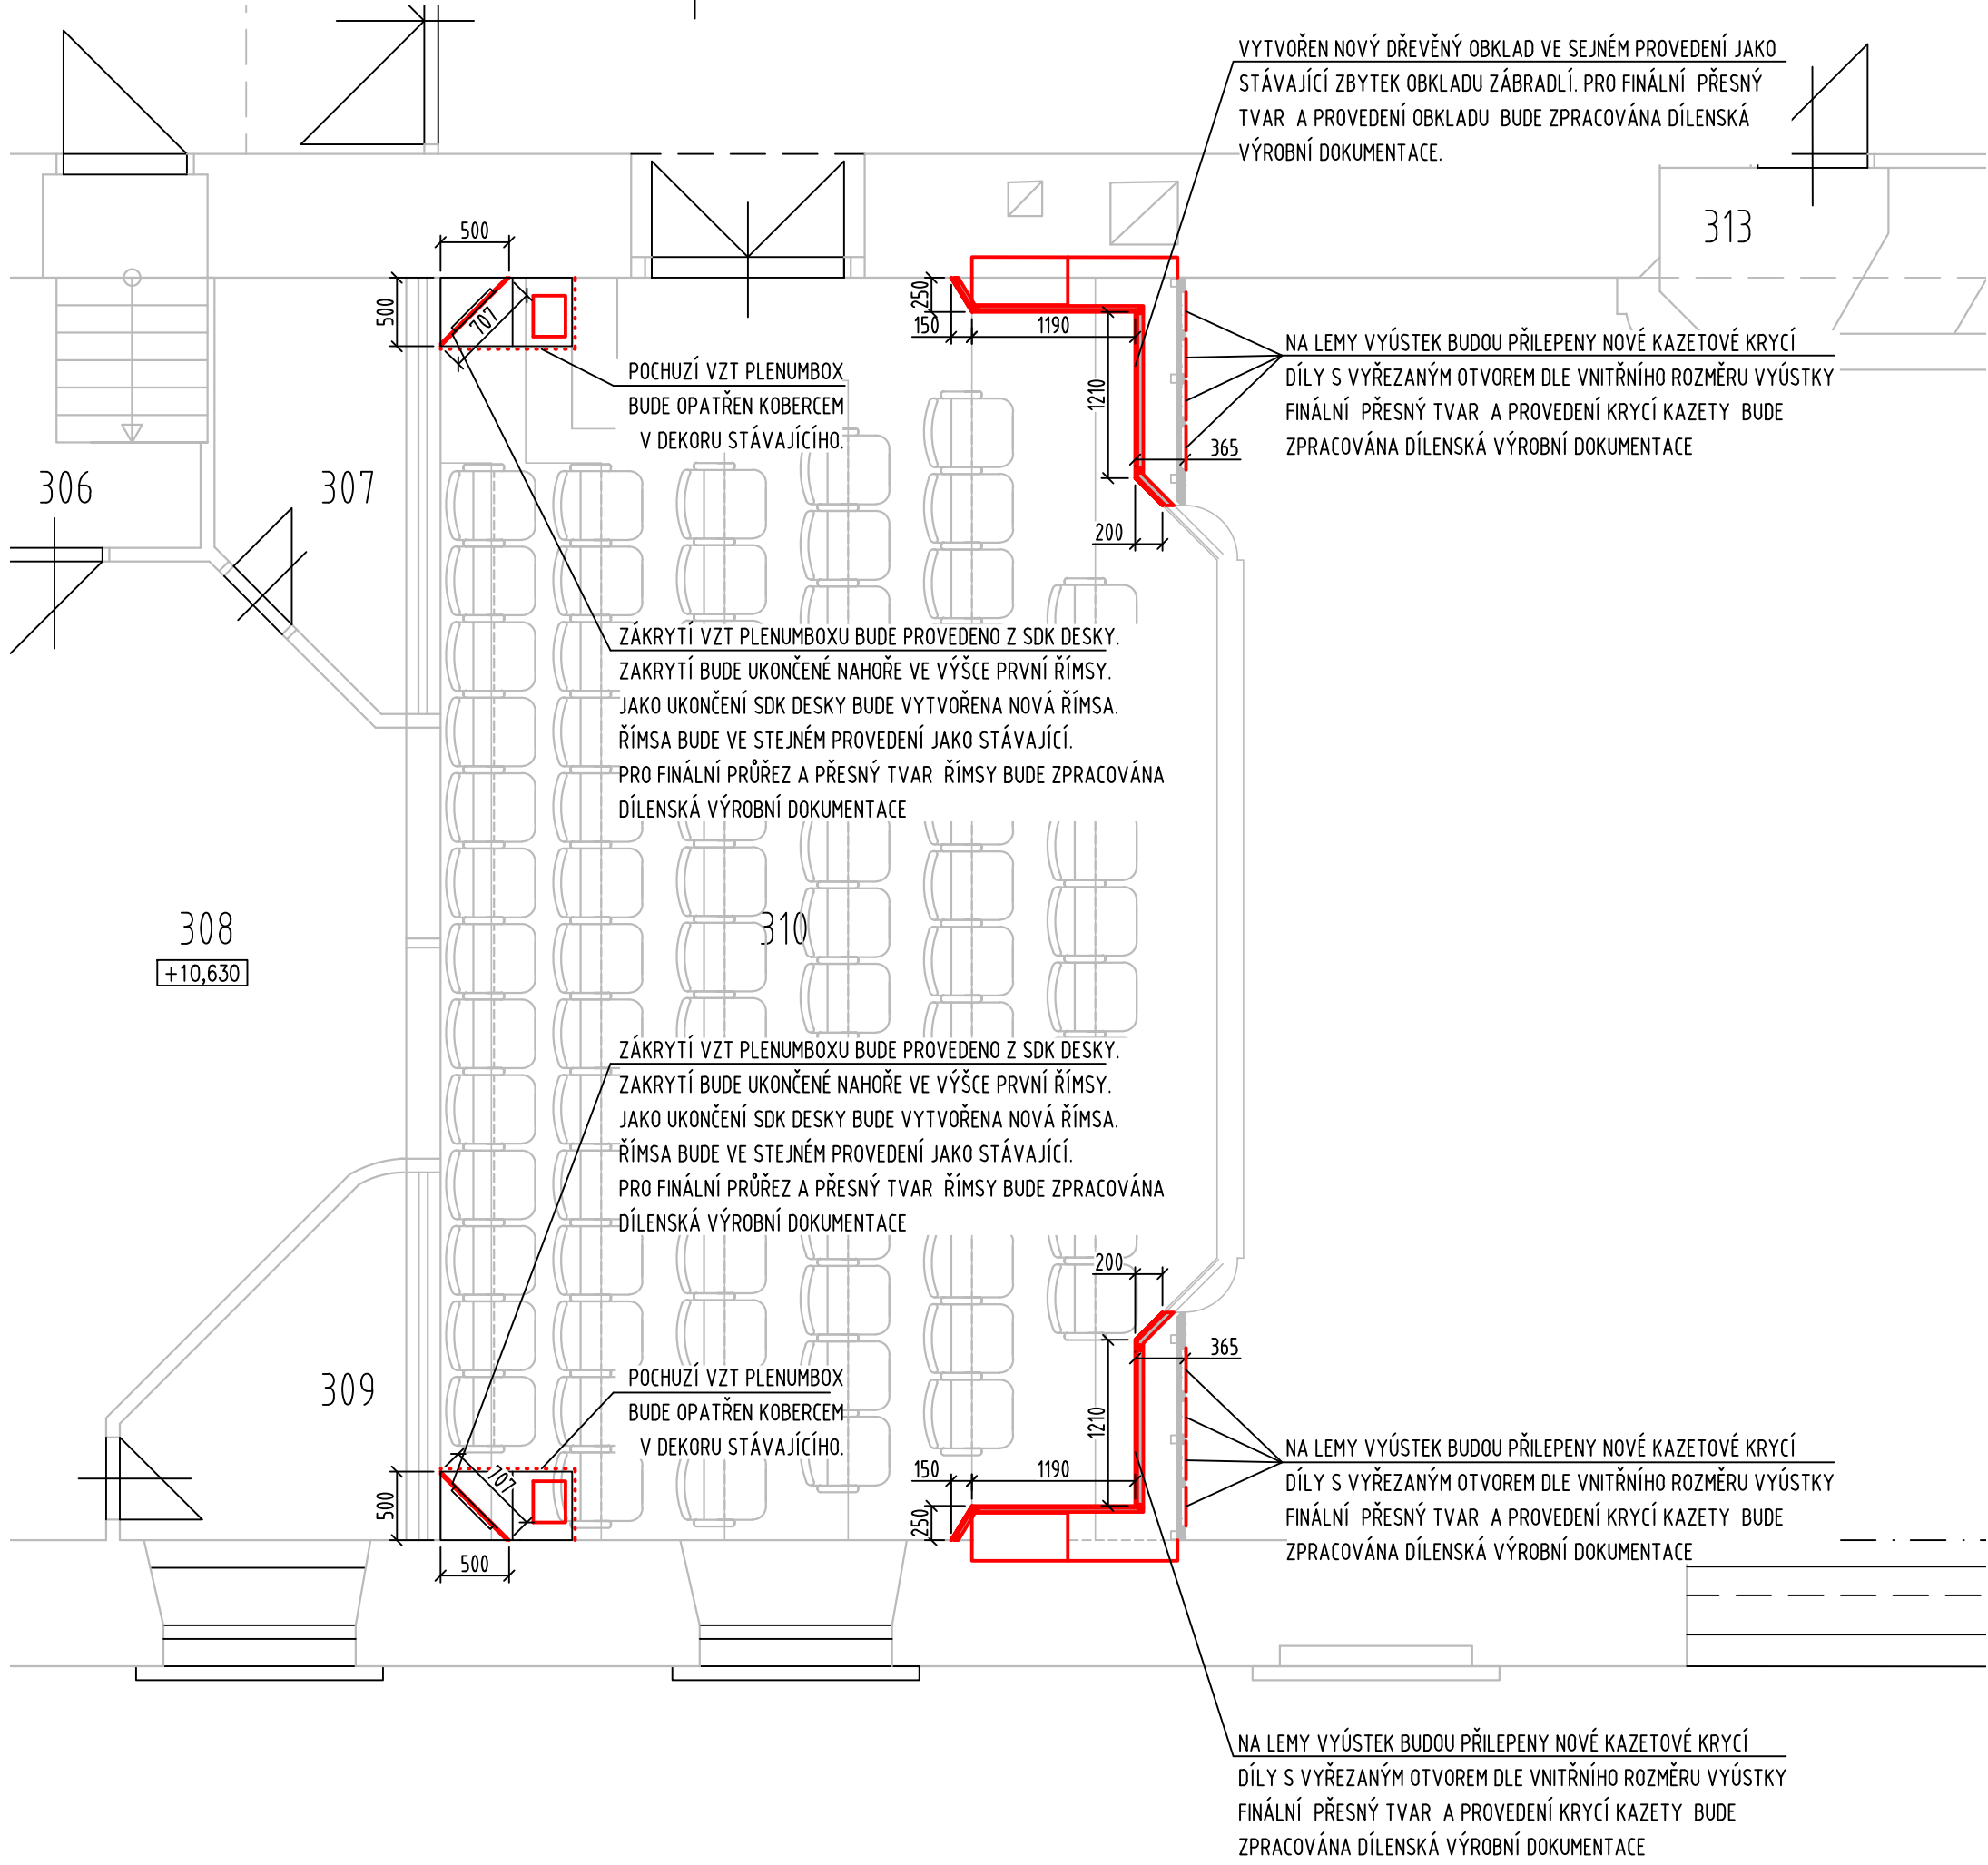 VYTVOŘEN NOVÝ DŘEVĚNÝ OBKLAD VE SEJNÉM PROVEDENÍ JAKO
STÁVAJÍCÍ ZBYTEK OBKLADU ZÁBRADLÍ. PRO FINÁLNÍ PŘESNÝ
TVAR A PROVEDENÍ OBKLADU BUDE ZPRACOVÁNA DÍLENSKÁ
VÝROBNÍ DOKUMENTACE.
313
500
500
707
250
150
1190
1210
365
200
POCHUZÍ VZT PLENUMBOX
BUDE OPATŘEN KOBERCEM
V DEKORU STÁVAJÍCÍHO.
NA LEMY VYÚSTEK BUDOU PŘILEPENY NOVÉ KAZETOVÉ KRYCÍ
DÍLY S VYŘEZANÝM OTVOREM DLE VNITŘNÍHO ROZMĚRU VYÚSTKY
FINÁLNÍ PŘESNÝ TVAR A PROVEDENÍ KRYCÍ KAZETY BUDE
ZPRACOVÁNA DÍLENSKÁ VÝROBNÍ DOKUMENTACE
306
307
ZÁKRYTÍ VZT PLENUMBOXU BUDE PROVEDENO Z SDK DESKY.
ZAKRYTÍ BUDE UKONČENÉ NAHOŘE VE VÝŠCE PRVNÍ ŘÍMSY.
JAKO UKONČENÍ SDK DESKY BUDE VYTVOŘENA NOVÁ ŘÍMSA.
ŘÍMSA BUDE VE STEJNÉM PROVEDENÍ JAKO STÁVAJÍCÍ.
PRO FINÁLNÍ PRŮŘEZ A PŘESNÝ TVAR ŘÍMSY BUDE ZPRACOVÁNA
DÍLENSKÁ VÝROBNÍ DOKUMENTACE
308
+10,630
310
ZÁKRYTÍ VZT PLENUMBOXU BUDE PROVEDENO Z SDK DESKY.
ZAKRYTÍ BUDE UKONČENÉ NAHOŘE VE VÝŠCE PRVNÍ ŘÍMSY.
JAKO UKONČENÍ SDK DESKY BUDE VYTVOŘENA NOVÁ ŘÍMSA.
ŘÍMSA BUDE VE STEJNÉM PROVEDENÍ JAKO STÁVAJÍCÍ.
PRO FINÁLNÍ PRŮŘEZ A PŘESNÝ TVAR ŘÍMSY BUDE ZPRACOVÁNA
DÍLENSKÁ VÝROBNÍ DOKUMENTACE
200
365
1210
309
POCHUZÍ VZT PLENUMBOX
BUDE OPATŘEN KOBERCEM
V DEKORU STÁVAJÍCÍHO.
150
1190
250
707
500
500
NA LEMY VYÚSTEK BUDOU PŘILEPENY NOVÉ KAZETOVÉ KRYCÍ
DÍLY S VYŘEZANÝM OTVOREM DLE VNITŘNÍHO ROZMĚRU VYÚSTKY
FINÁLNÍ PŘESNÝ TVAR A PROVEDENÍ KRYCÍ KAZETY BUDE
ZPRACOVÁNA DÍLENSKÁ VÝROBNÍ DOKUMENTACE
NA LEMY VYÚSTEK BUDOU PŘILEPENY NOVÉ KAZETOVÉ KRYCÍ
DÍLY S VYŘEZANÝM OTVOREM DLE VNITŘNÍHO ROZMĚRU VYÚSTKY
FINÁLNÍ PŘESNÝ TVAR A PROVEDENÍ KRYCÍ KAZETY BUDE
ZPRACOVÁNA DÍLENSKÁ VÝROBNÍ DOKUMENTACE